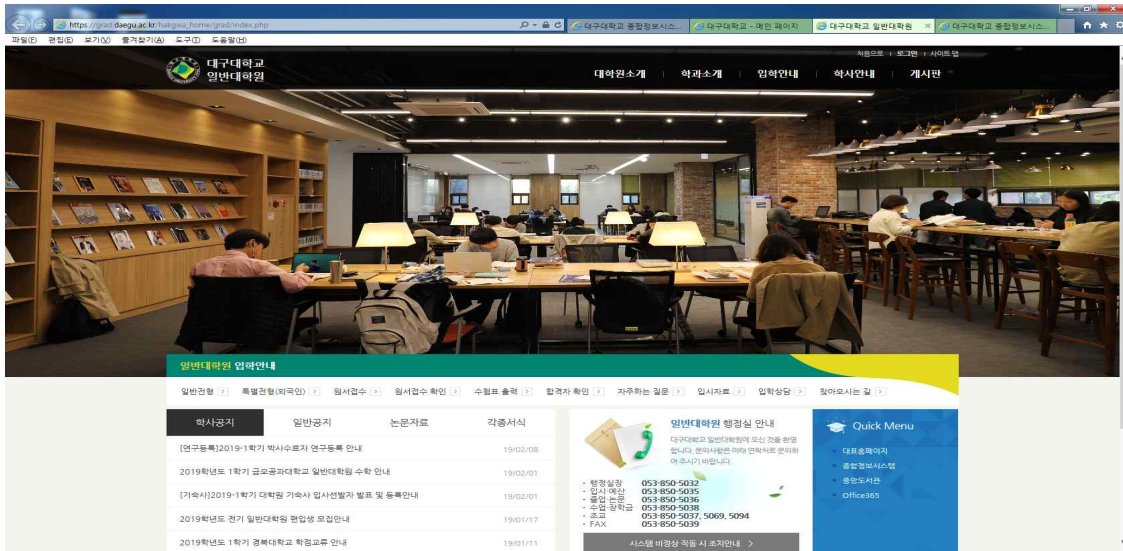 https://grad.daegu.ac.kr/hakgwa_home/grad/index.php
대구대학교 종합정보시스...
대구대학교 - 메인 페이지
대구대학교 일반대학원
대구대학교 종합정보시스...
파일(F) 편집(E) 보기(V) 즐겨찾기(A) 도구(T) 도움말(H)
처음으로 | 로그인 | 사이트맵
대구대학교
일반대학원
대학원소개 | 학과소개 | 입학안내 | 학사안내 | 게시판
일반대학원 입학안내
일반전형 특별전형(외국인) 원서접수 원서접수 확인 수험표 출력 합격자 확인 자주하는 질문 입시자료 입학상담 찾아오시는 길
학사공지 일반공지 논문자료 각종서식
[연구등록]2019-1학기 박사수료자 연구등록 안내 19/02/08
2019학년도 1학기 금오공과대학교 일반대학원 수학 안내 19/02/01
[기숙사]2019-1학기 대학원 기숙사 입사선발자 발표 및 등록안내 19/02/01
2019학년도 전기 일반대학원 편입생 모집안내 19/01/17
2019학년도 1학기 경북대학교 학점교류 안내 19/01/11
일반대학원 행정실 안내
대구대학교 일반대학원에 오신 것을 환영
합니다. 문의사항은 아래 연락처로 문의하
여 주시기 바랍니다.
· 행정실장 053-850-5032
· 입시·예산 053-850-5035
· 졸업·논문 053-850-5036
· 수업·장학금 053-850-5038
· 조교 053-850-5037, 5069, 5094
· FAX 053-850-5039
시스템 비정상 작동 시 조치안내 >
Quick Menu
대표홈페이지
종합정보시스템
중앙도서관
Office365